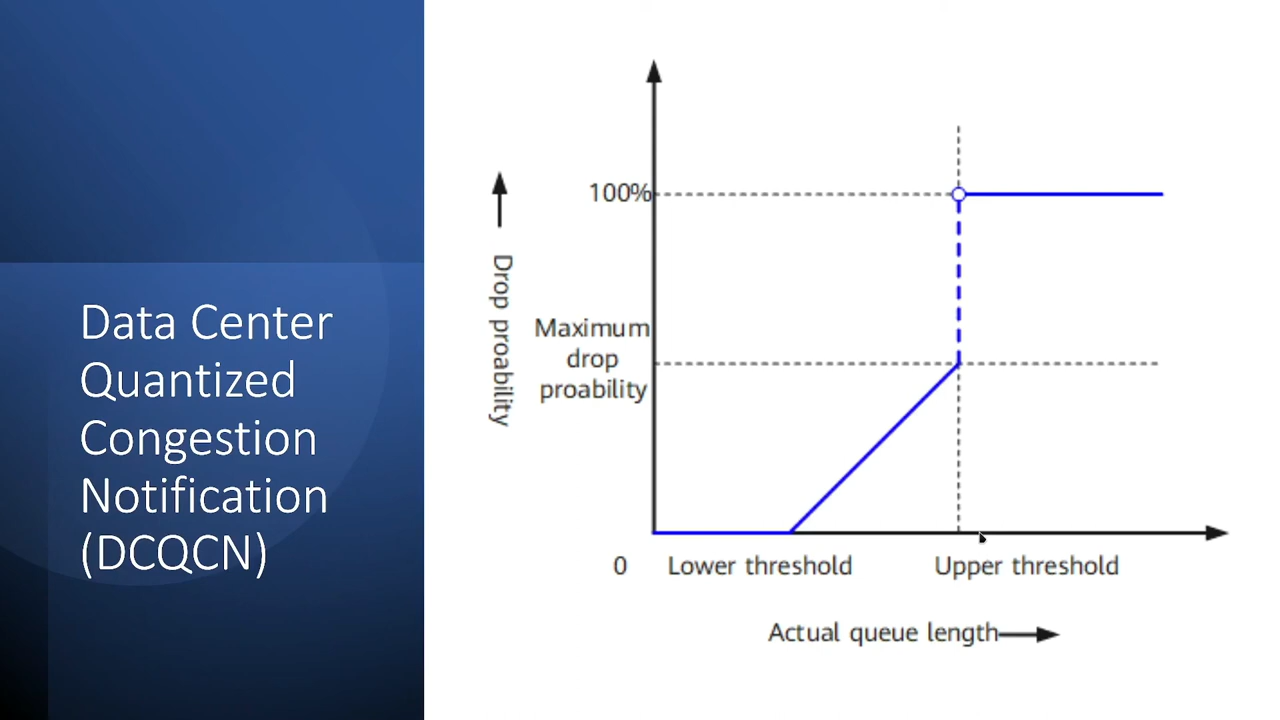 Data Center
Quantized
Congestion
Notification
(DCQCN)
100%
Drop proability
Maximum
drop
proability
0
Lower threshold
Upper threshold
Actual queue length